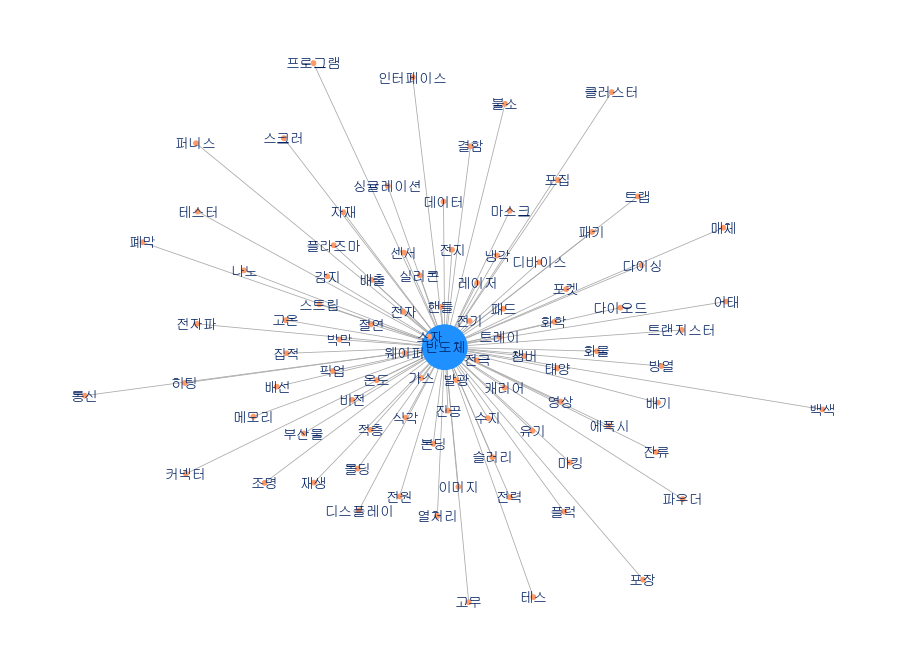 프로그램
인터페이스
클러스터
불소
퍼니스
스크러
결함
싱귤레이션
포집
데이터
트랩
테스터
자재
마스크
매체
폐막
플라즈마
패키
센서
전지
냉각
디바이스
다이싱
나노
감지
배출
실리콘
레이저
포켓
어태
스트립
핸들
패드
다이오드
전자파
고온
절연
전자
전기
화학
트랜지스터
박막
소자
트레이
반도체
집적
웨이퍼
전극
챔버
화물
픽업
태양
방열
통신
히팅
배선
온도
가스
발광
캐리어
비전
영상
배기
백색
메모리
진공
부산물
적층
식각
수지
유기
에폭시
본딩
잔류
커넥터
조명
재생
몰딩
슬러리
마킹
이미지
전원
전력
파우더
디스플레이
열처리
플럭
포장
고무
테스